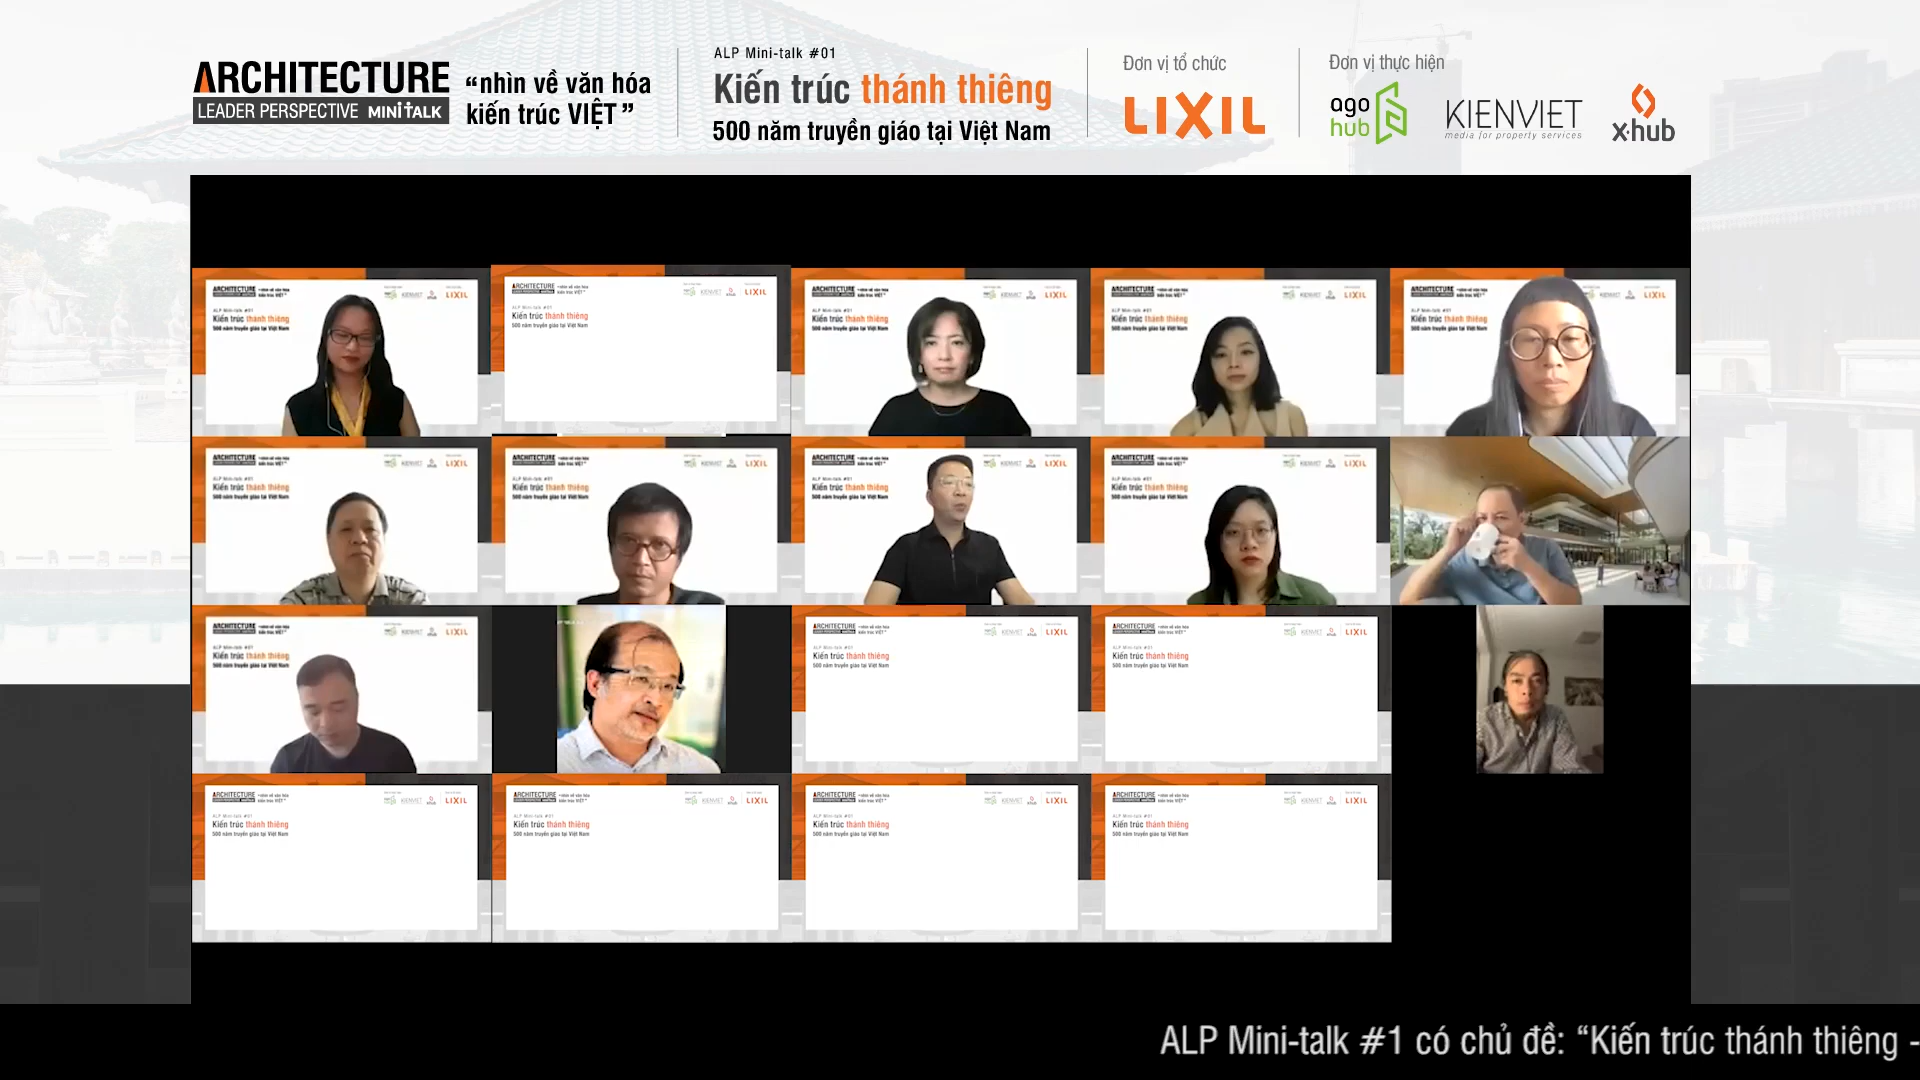 ARCHITECTURE
LEADER PERSPECTIVE MINITALK
“nhìn về văn hóa
kiến trúc VIỆT”
ALP Mini-talk #01
Kiến trúc thánh thiêng
500 năm truyền giáo tại Việt Nam
Đơn vị tổ chức
LIXIL
Đơn vị thực hiện
ago
hub
KIENVIET
media for property services
x·hub
ALP Mini-talk #1 có chủ đề: “Kiến trúc thánh thiêng -